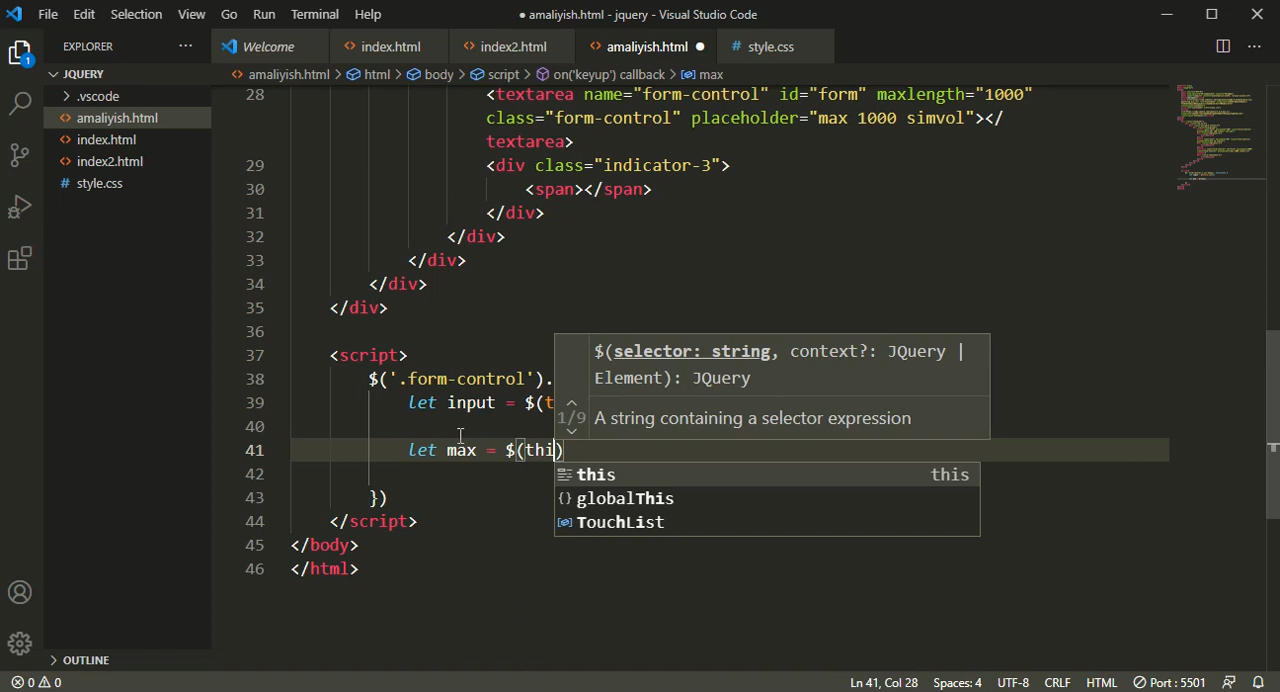 File Edit Selection View Go Run Terminal Help
● amaliyish.html - jquery - Visual Studio Code
EXPLORER
Welcome
index.html
index2.html
amaliyish.html
style.css
JQUERY
.vscode
amaliyish.html
index.html
index2.html
style.css
OUTLINE
1
amaliyish.html > html > body > script > on('keyup') callback > max
28 <textarea name="form-control" id="form" maxlength="1000"
class="form-control" placeholder="max 1000 simvol"></
textarea>
29 <div class="indicator-3">
30 <span></span>
31 </div>
32 </div>
33 </div>
34 </div>
35 </div>
36
37 <script>
38 $('.form-control').
39 let input = $(t
40
41 let max = $(thi)
42
43 })
44 </script>
45 </body>
46 </html>
$(selector: string, context?: JQuery |
Element): JQuery
1/9 A string containing a selector expression
this this
globalThis
TouchList
0 0
Ln 41, Col 28 Spaces: 4 UTF-8 CRLF HTML Port : 5501